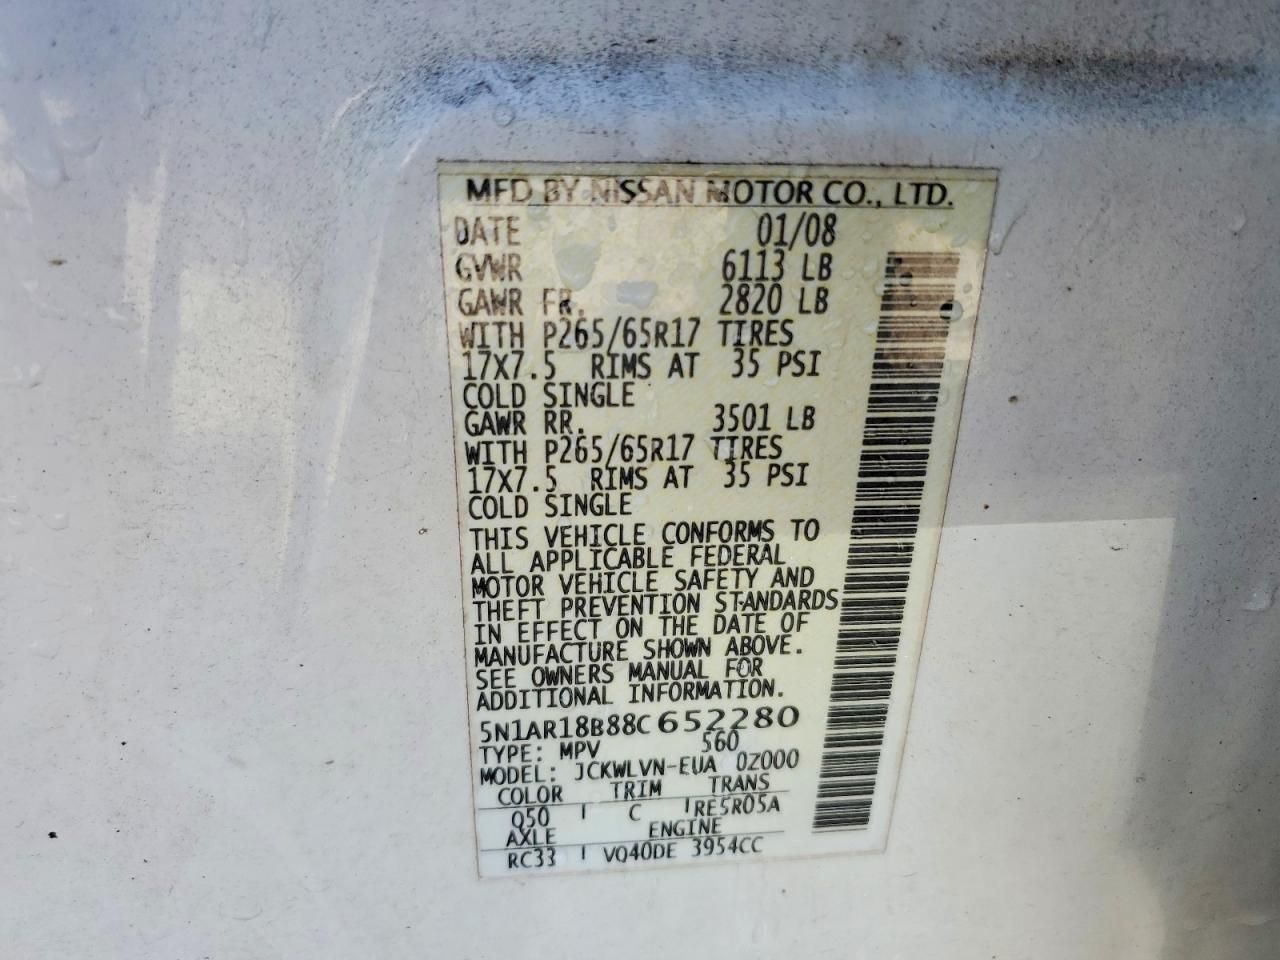 MFD BY NISSAN MOTOR CO., LTD.
DATE 01/08
GVWR 6113 LB
GAWR FR. 2820 LB
WITH P265/65R17 TIRES
17X7.5 RIMS AT 35 PSI
COLD SINGLE
GAWR RR. 3501 LB
WITH P265/65R17 TIRES
17X7.5 RIMS AT 35 PSI
COLD SINGLE
THIS VEHICLE CONFORMS TO
ALL APPLICABLE FEDERAL
MOTOR VEHICLE SAFETY AND
THEFT PREVENTION STANDARDS
IN EFFECT ON THE DATE OF
MANUFACTURE SHOWN ABOVE.
SEE OWNERS MANUAL FOR
ADDITIONAL INFORMATION.
5N1AR18B88C652280
TYPE: MPV 560
MODEL: JCKWLVN-EUA 0Z000
COLOR TRIM TRANS
Q50 C RE5R05A
AXLE ENGINE
RC33 VQ40DE 3954CC